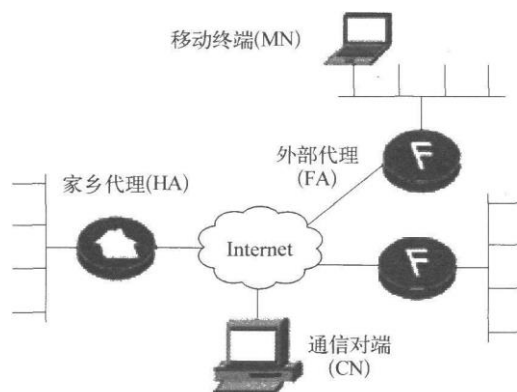 移动终端(MN)
外部代理
(FA)
家乡代理(HA)
Internet
通信对端
(CN)